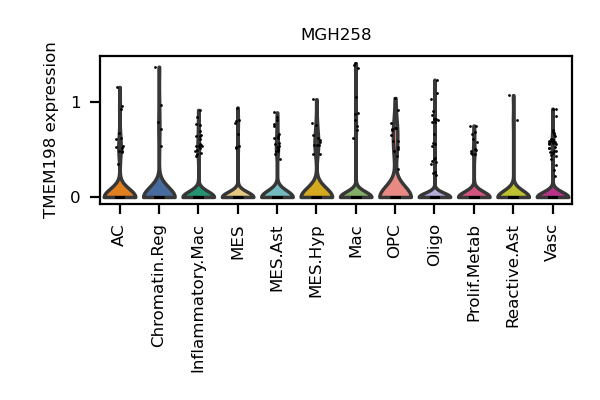 MGH258
TMEM198 expression
1
0
AC
Chromatin.Reg
Inflammatory.Mac
MES
MES.Ast
MES.Hyp
Mac
OPC
Oligo
Prolif.Metab
Reactive.Ast
Vasc